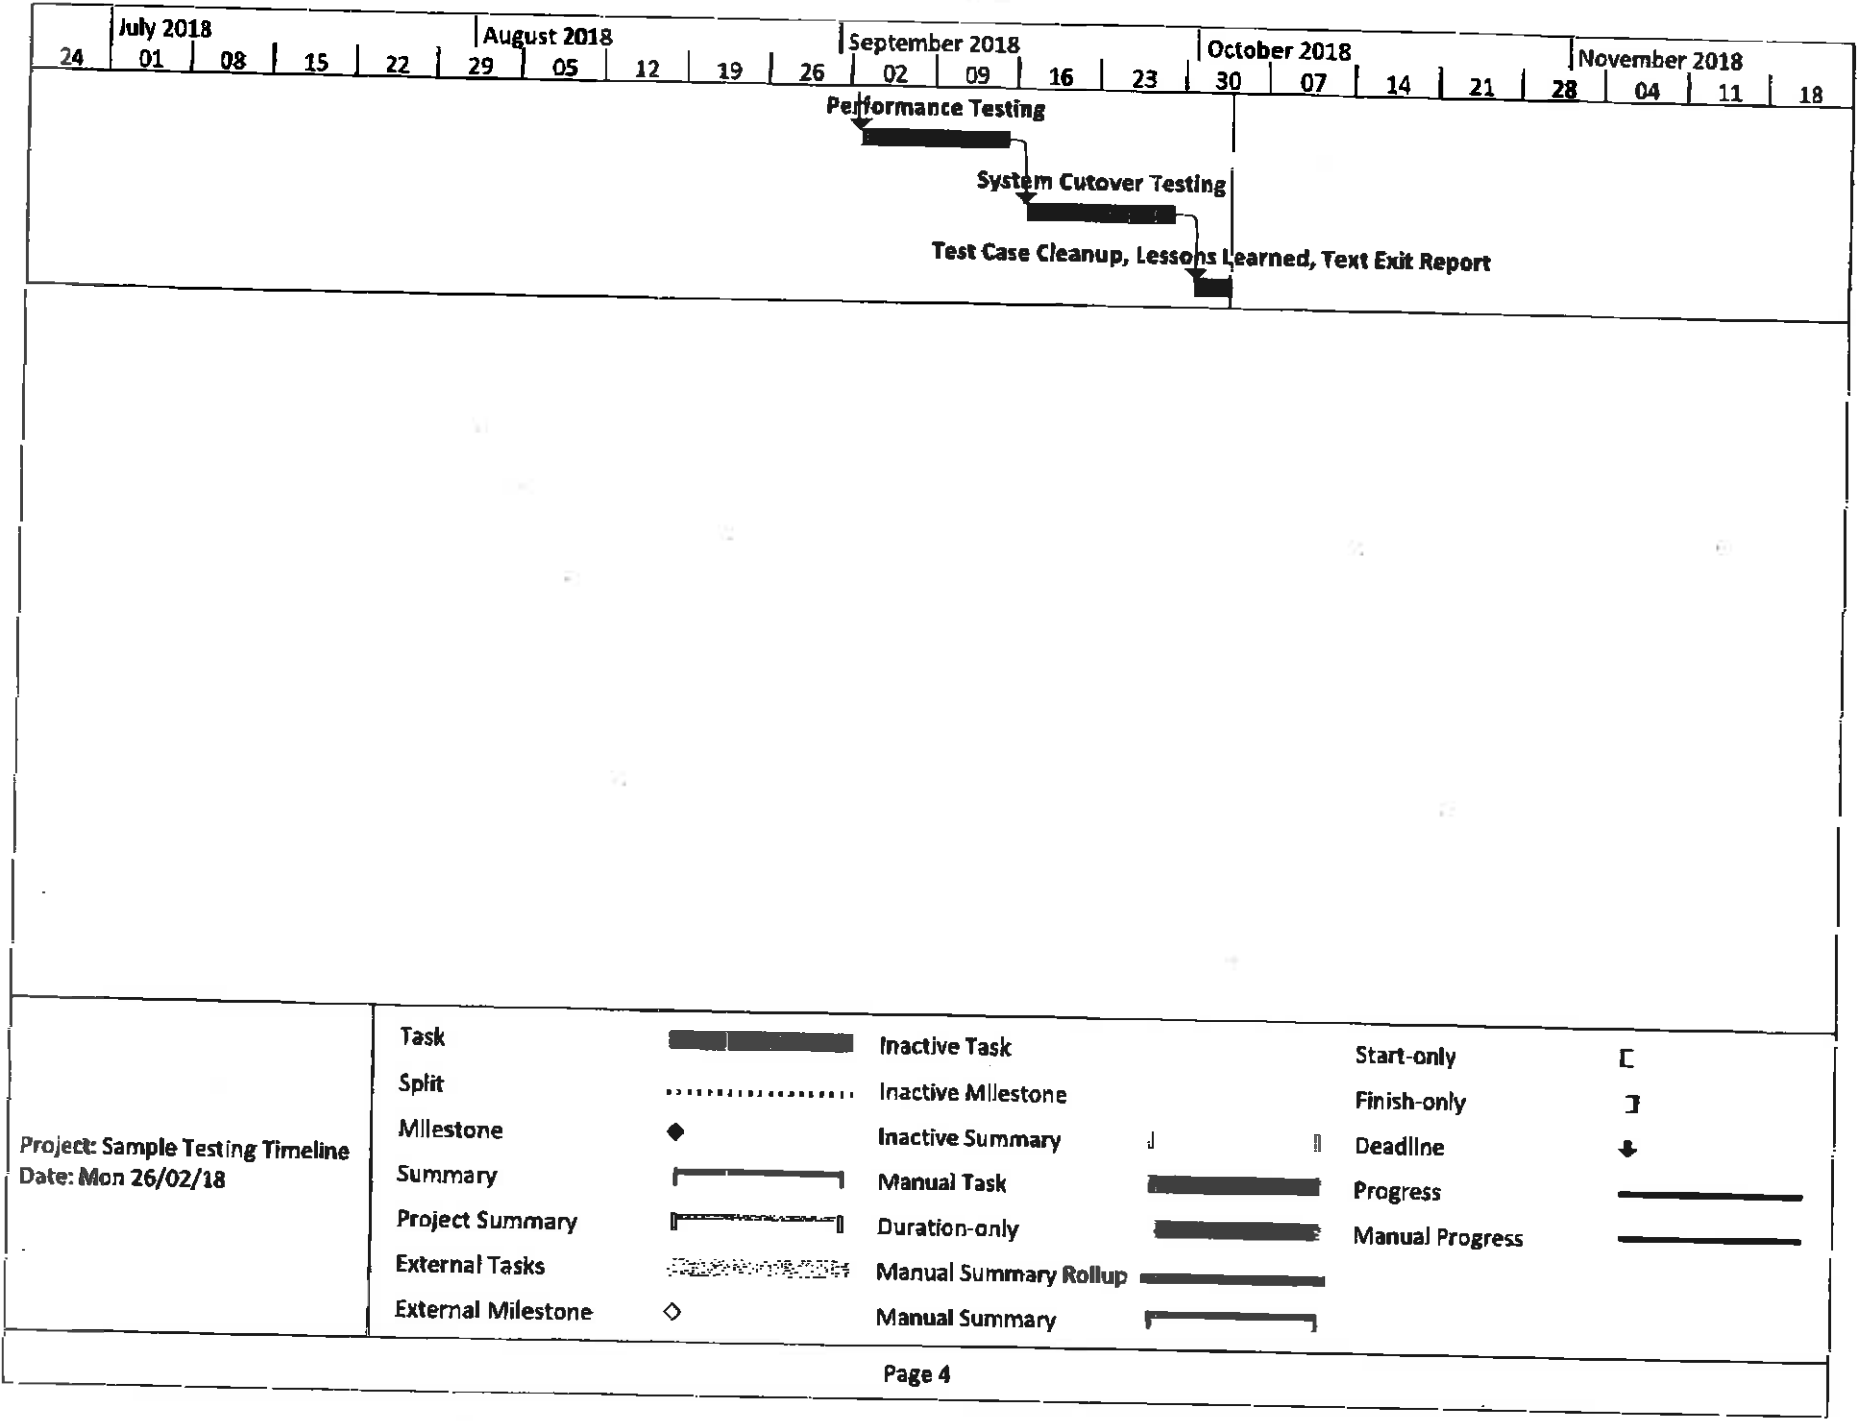 July 2018 August 2018 September 2018 October 2018 November 2018
24 01 08 15 22 29 05 12 19 26 02 09 16 23 30 07 14 21 28 04 11 18
Performance Testing
System Cutover Testing
Test Case Cleanup, Lessons Learned, Text Exit Report
Project: Sample Testing Timeline
Date: Mon 26/02/18
Task
Split
Milestone
Summary
Project Summary
External Tasks
External Milestone
Inactive Task
Inactive Milestone
Inactive Summary
Manual Task
Duration-only
Manual Summary Rollup
Manual Summary
Start-only
Finish-only
Deadline
Progress
Manual Progress
Page 4